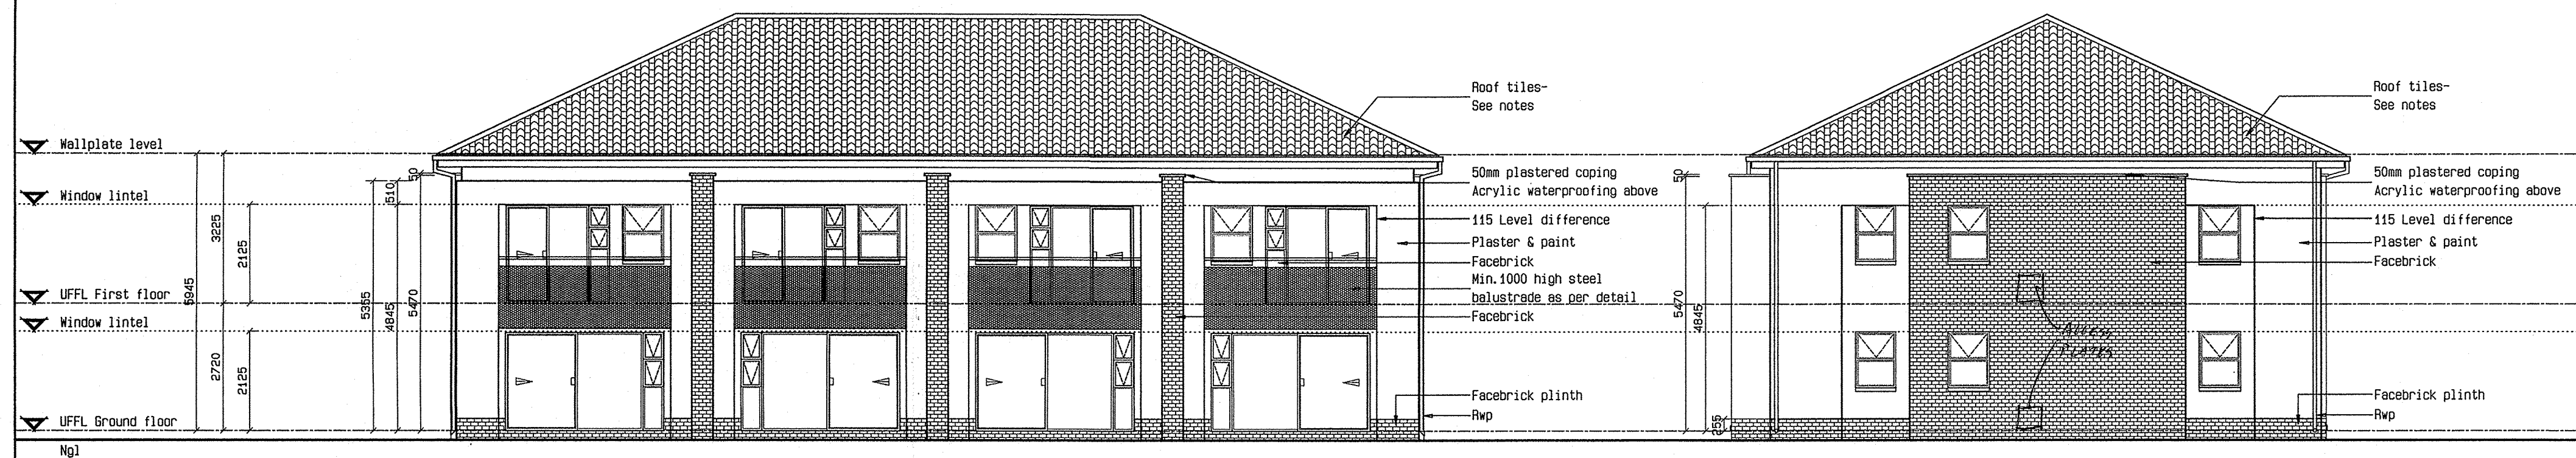 Wallplate level
Window lintel
UFFL First floor
Window lintel
UFFL Ground floor
Ngl
5945
3225
2720
2125
2125
5355
510
4845
50
5470
Roof tiles-
See notes
50mm plastered coping
Acrylic waterproofing above
115 Level difference
Plaster & paint
Facebrick
Min.1000 high steel
balustrade as per detail
Facebrick
Facebrick plinth
Rwp
50
5470
4845
255
ACCESS
PLATES
Roof tiles-
See notes
50mm plastered coping
Acrylic waterproofing above
115 Level difference
Plaster & paint
Facebrick
Facebrick plinth
Rwp